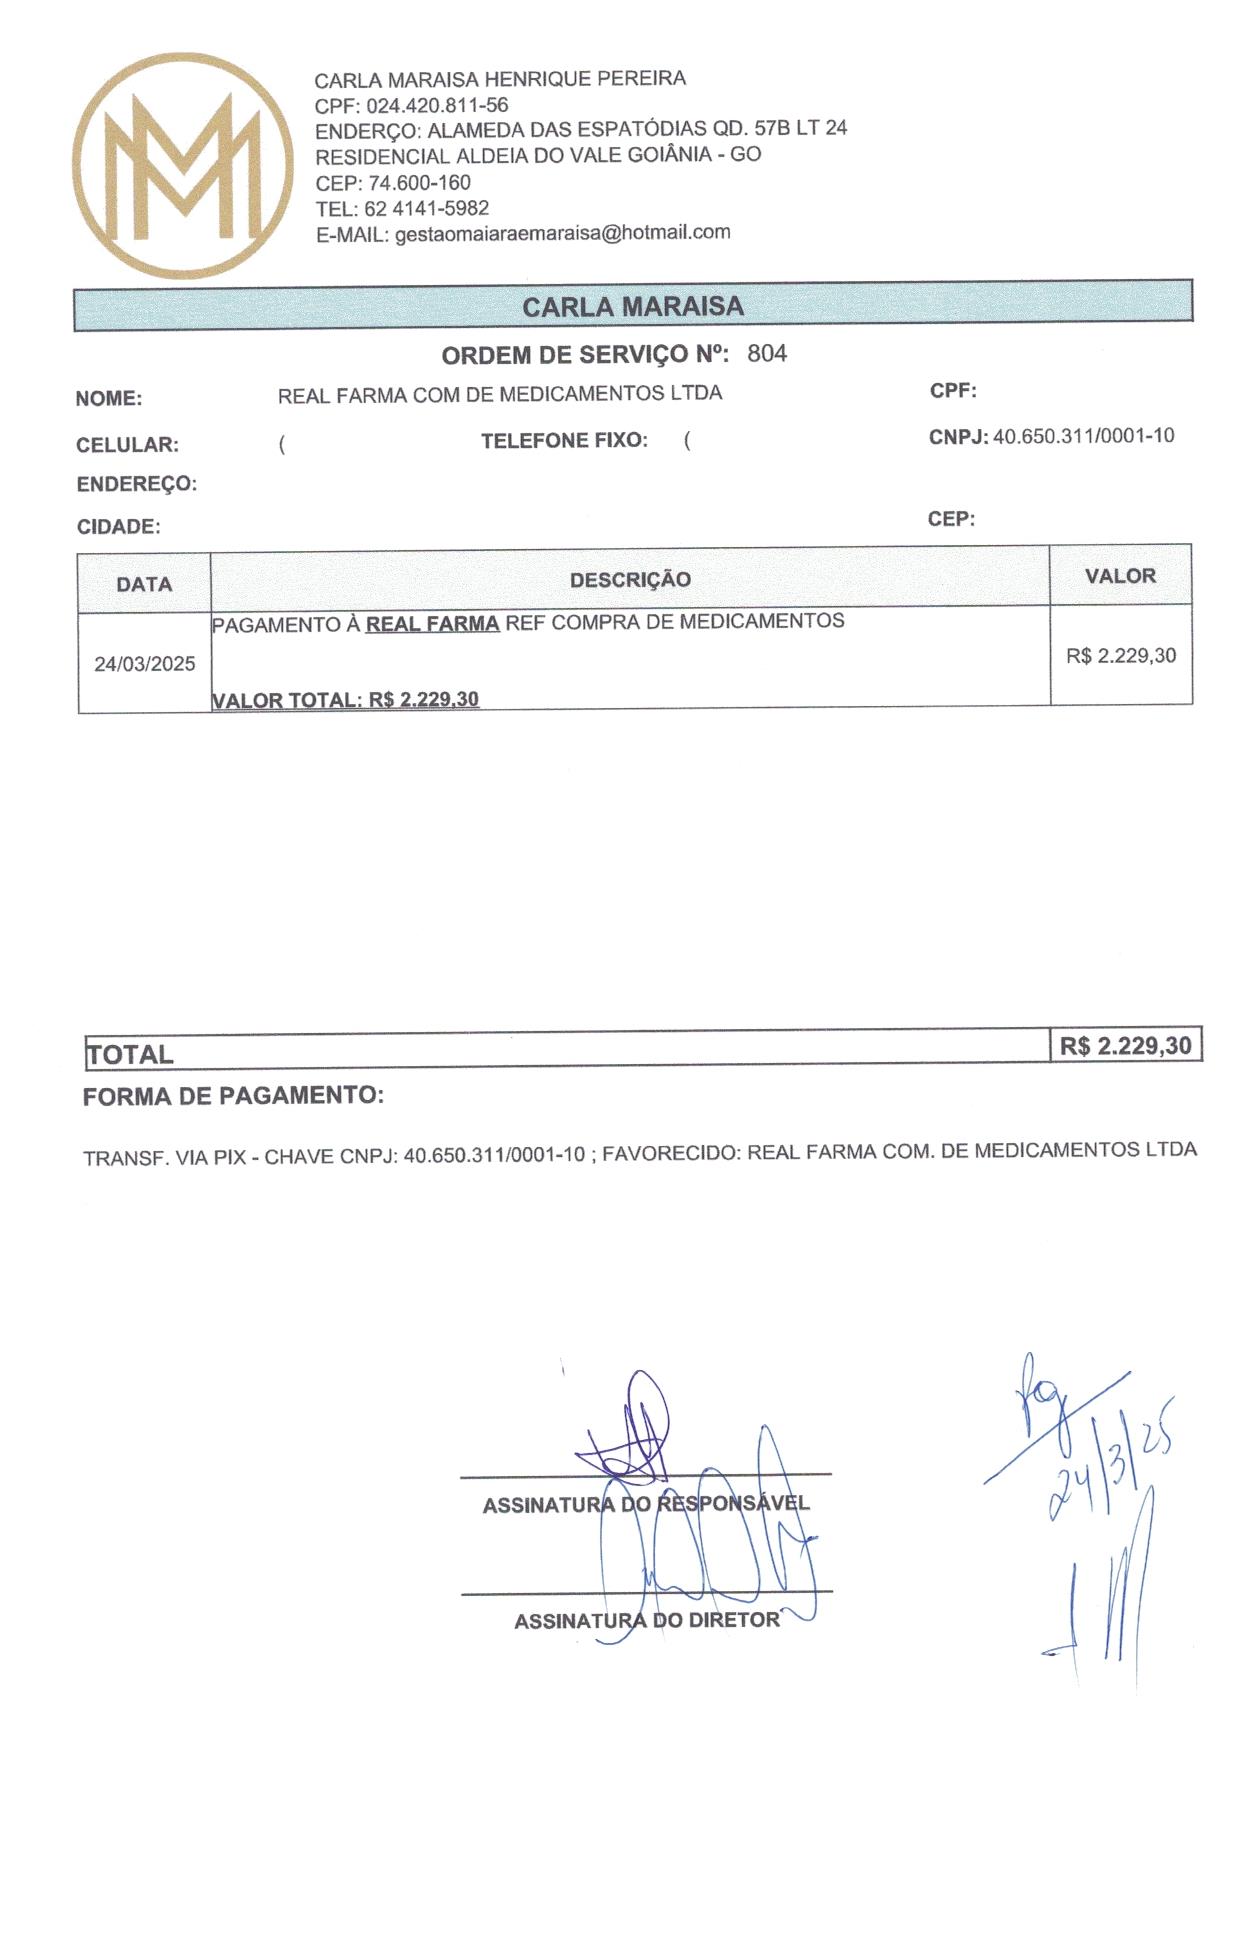 CARLA MARAISA HENRIQUE PEREIRA
CPF: 024.420.811-56
ENDERÇO: ALAMEDA DAS ESPATÓDIAS QD. 57B LT 24
RESIDENCIAL ALDEIA DO VALE GOIÂNIA - GO
CEP: 74.600-160
TEL: 62 4141-5982
E-MAIL: gestaomaiaraemaraisa@hotmail.com
CARLA MARAISA
ORDEM DE SERVIÇO Nº: 804
NOME: REAL FARMA COM DE MEDICAMENTOS LTDA CPF:
CELULAR: ( TELEFONE FIXO: ( CNPJ: 40.650.311/0001-10
ENDEREÇO:
CIDADE: CEP:
DATA DESCRIÇÃO VALOR
PAGAMENTO À REAL FARMA REF COMPRA DE MEDICAMENTOS
24/03/2025 R$ 2.229,30
VALOR TOTAL: R$ 2.229,30
TOTAL R$ 2.229,30
FORMA DE PAGAMENTO:
TRANSF. VIA PIX - CHAVE CNPJ: 40.650.311/0001-10 ; FAVORECIDO: REAL FARMA COM. DE MEDICAMENTOS LTDA
pg
24/3/25
ASSINATURA DO RESPONSÁVEL
ASSINATURA DO DIRETOR